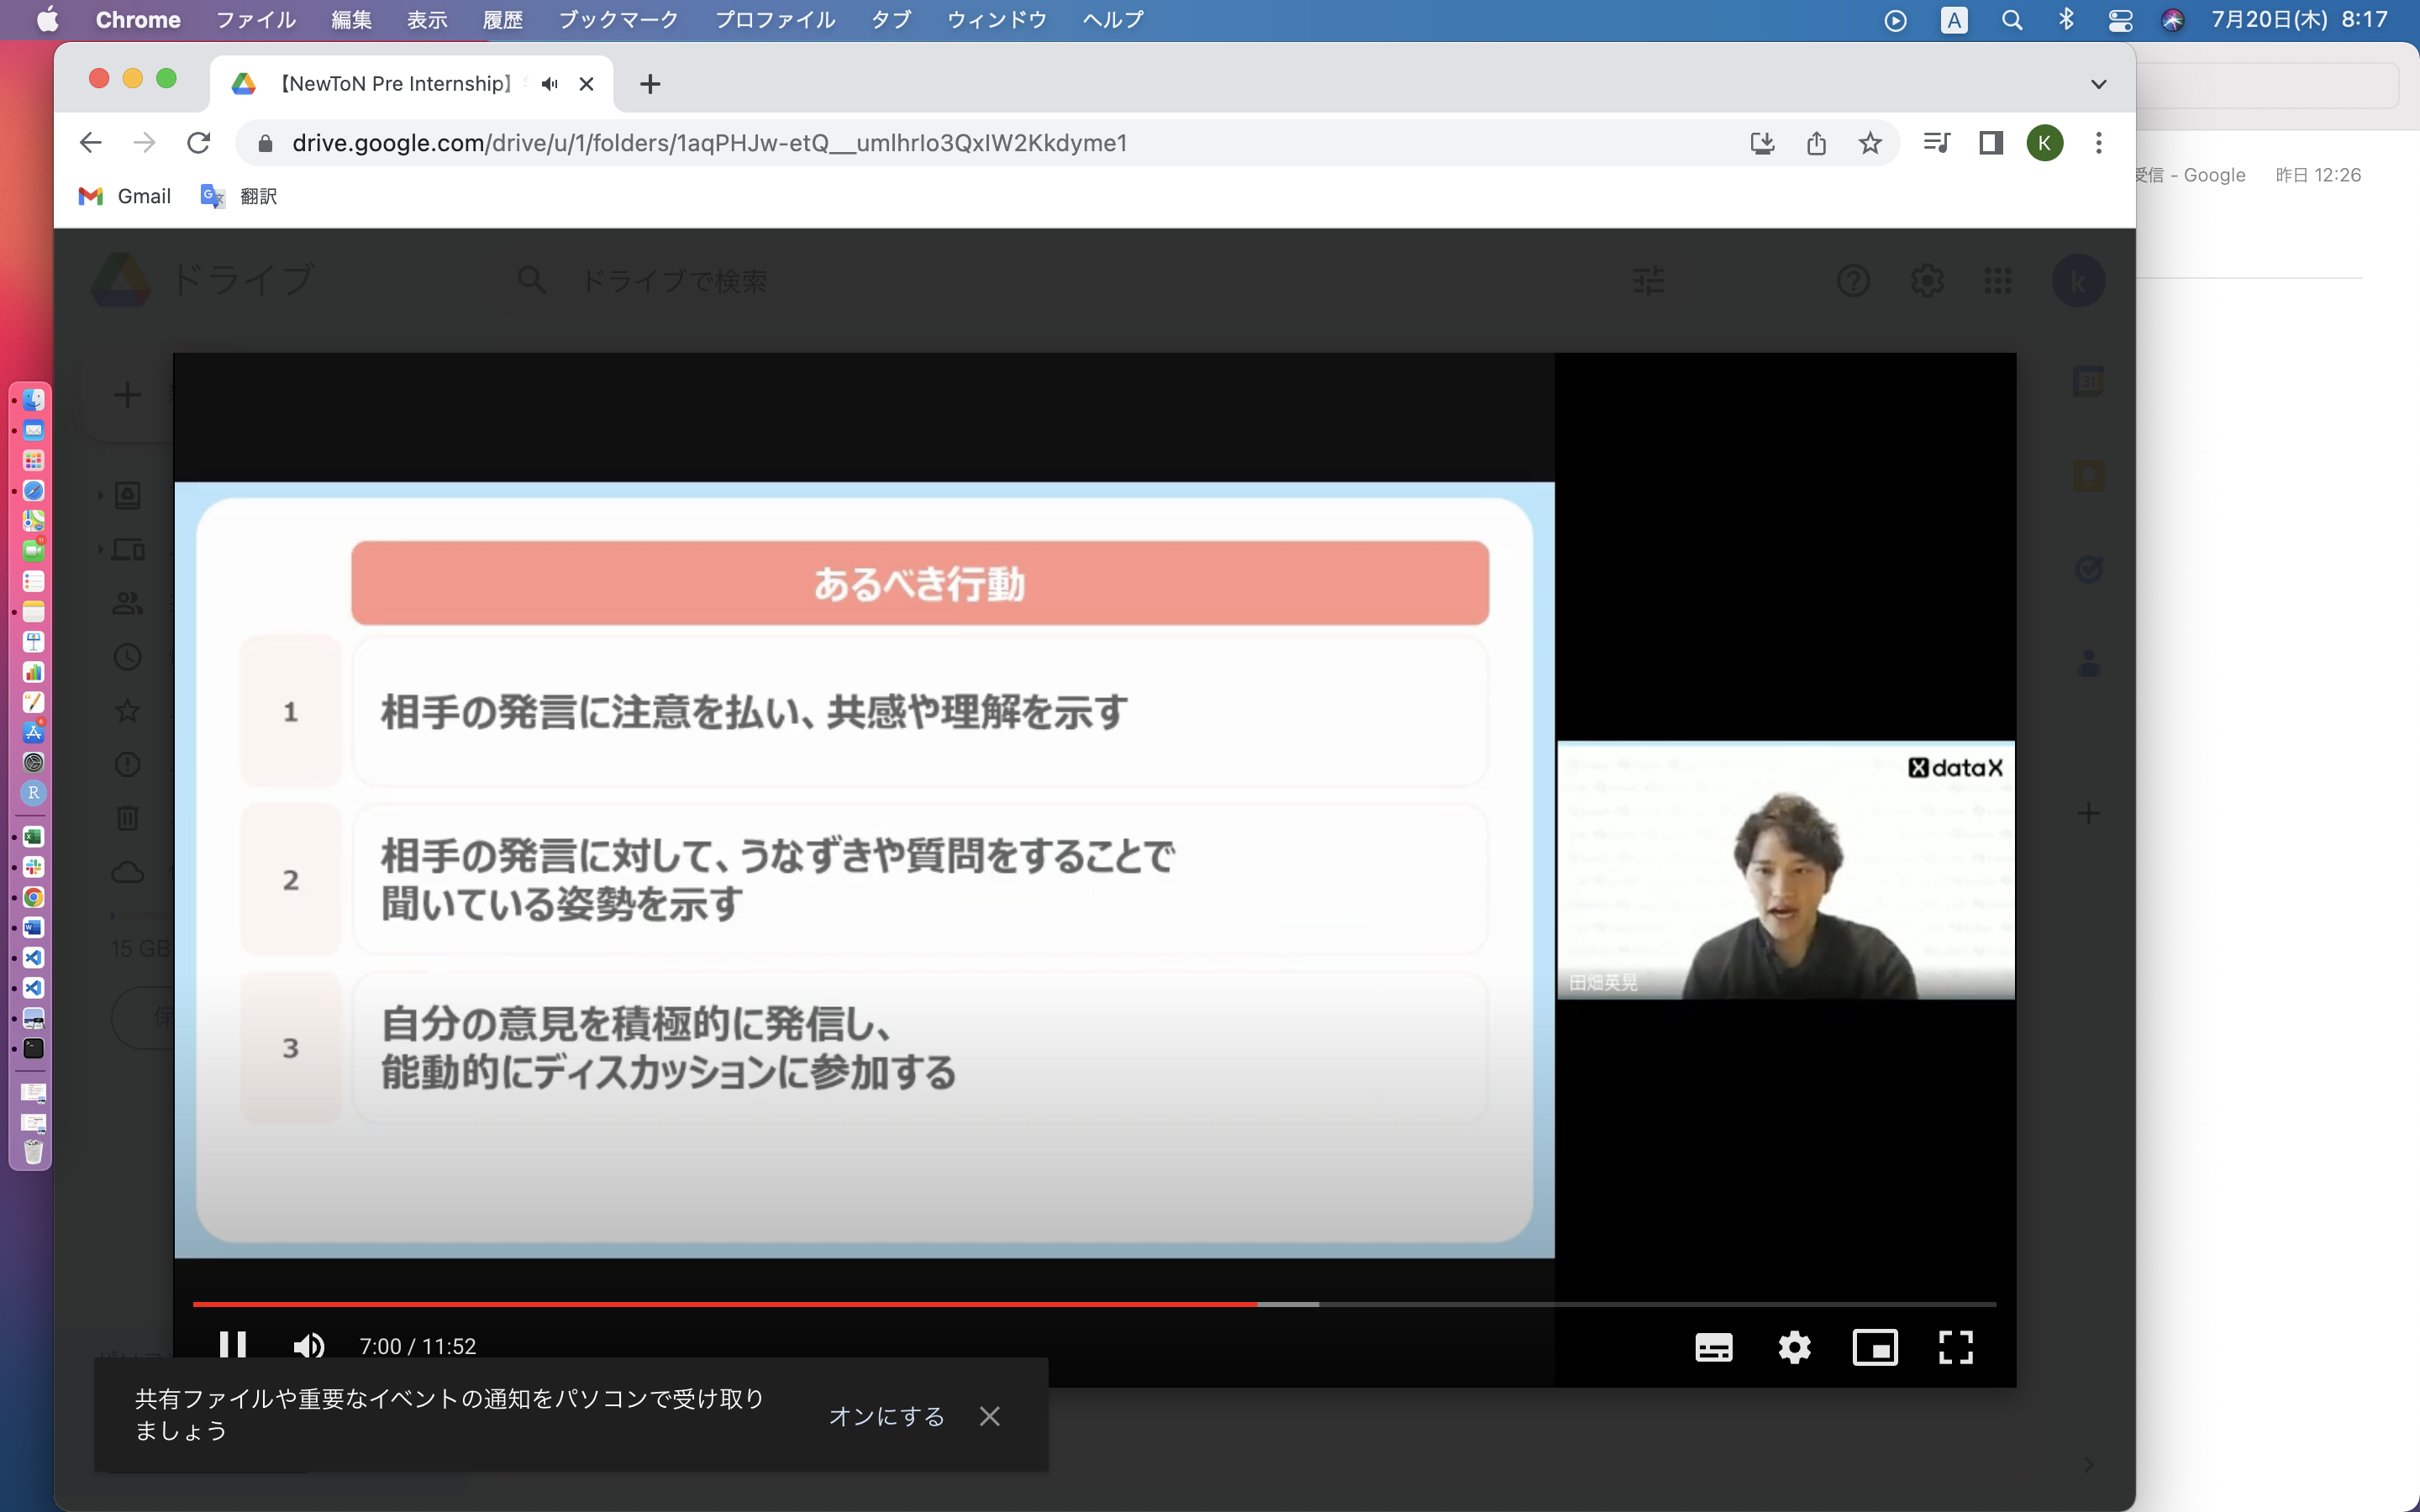 Chrome ファイル 編集 表示 履歴 ブックマーク プロファイル タブ ウィンドウ ヘルプ
A 7月20日(木) 8:17
【NewToN Pre Internship】
drive.google.com/drive/u/1/folders/1aqPHJw-etQ__umlhrIo3QxIW2Kkdyme1
K
Gmail 翻訳
受信 - Google 昨日 12:26
ドライブ ドライブで検索
k
31
あるべき行動
1 相手の発言に注意を払い、共感や理解を示す
2 相手の発言に対して、うなずきや質問をすることで
聞いている姿勢を示す
3 自分の意見を積極的に発信し、
能動的にディスカッションに参加する
dataX
田畑英晃
15 GB
保
7:00 / 11:52
共有ファイルや重要なイベントの通知をパソコンで受け取り
ましょう
オンにする
R